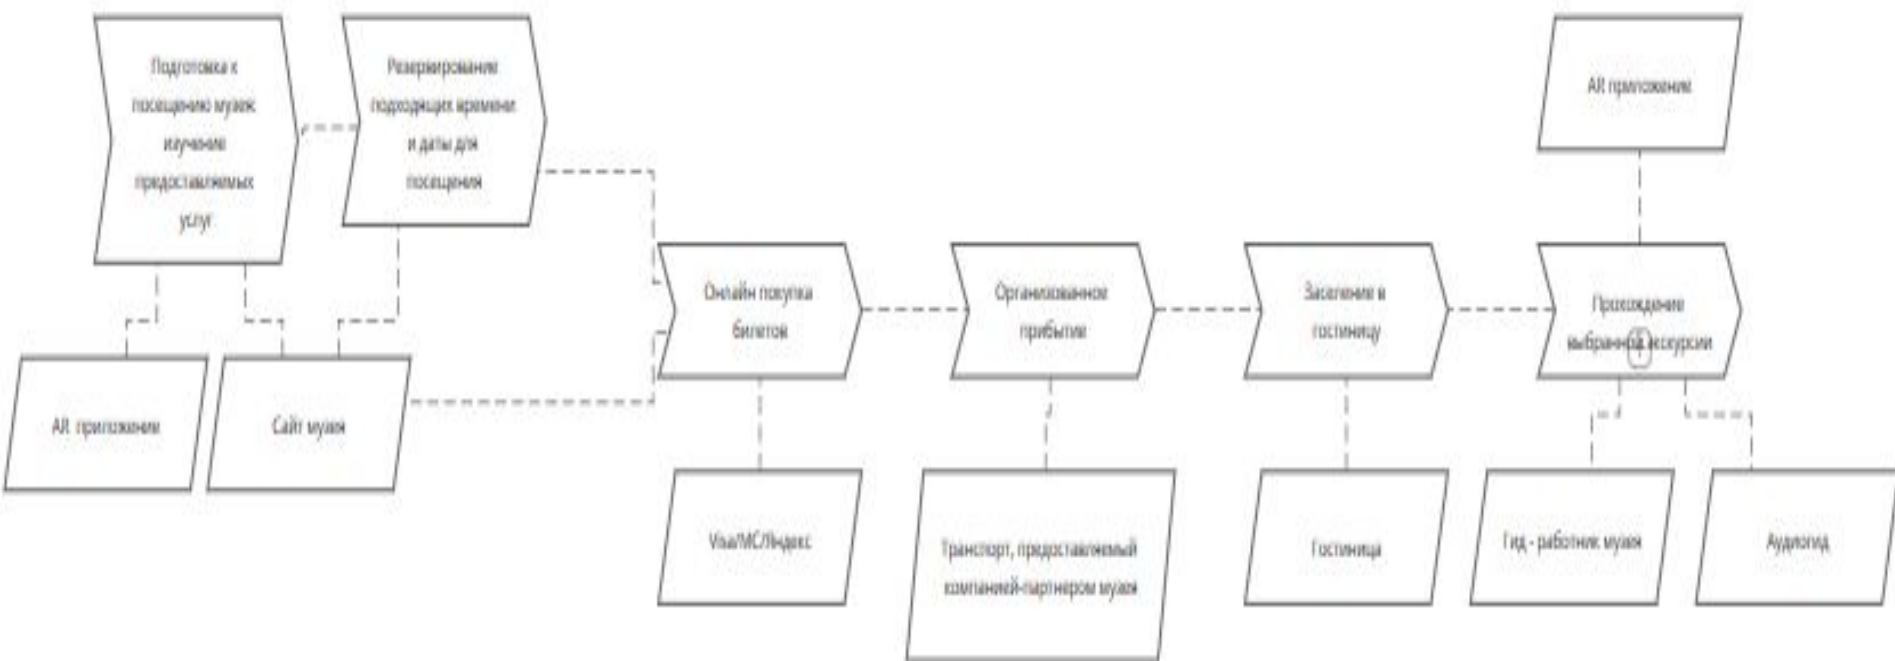 Подготовка к
посещению музея:
изучение
предоставляемых
услуг
Резервирование
подходящих времени
и даты для
посещения
AR приложение
Сайт музея
Онлайн покупка
билетов
Visa/MC/Яндекс
Организованное
прибытие
Транспорт, предоставляемый
компанией-партнером музея
Заселение в
гостиницу
Гостиница
AR приложение
Прохождение
выбранной экскурсии
Гид - работник музея
Аудиогид